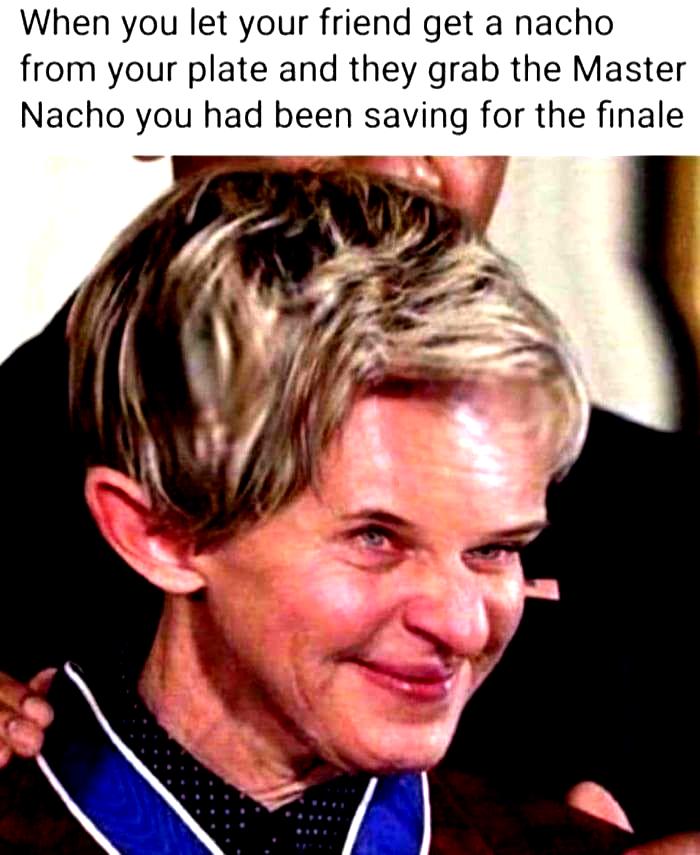 When you let your friend get a nacho
from your plate and they grab the Master
Nacho you had been saving for the finale